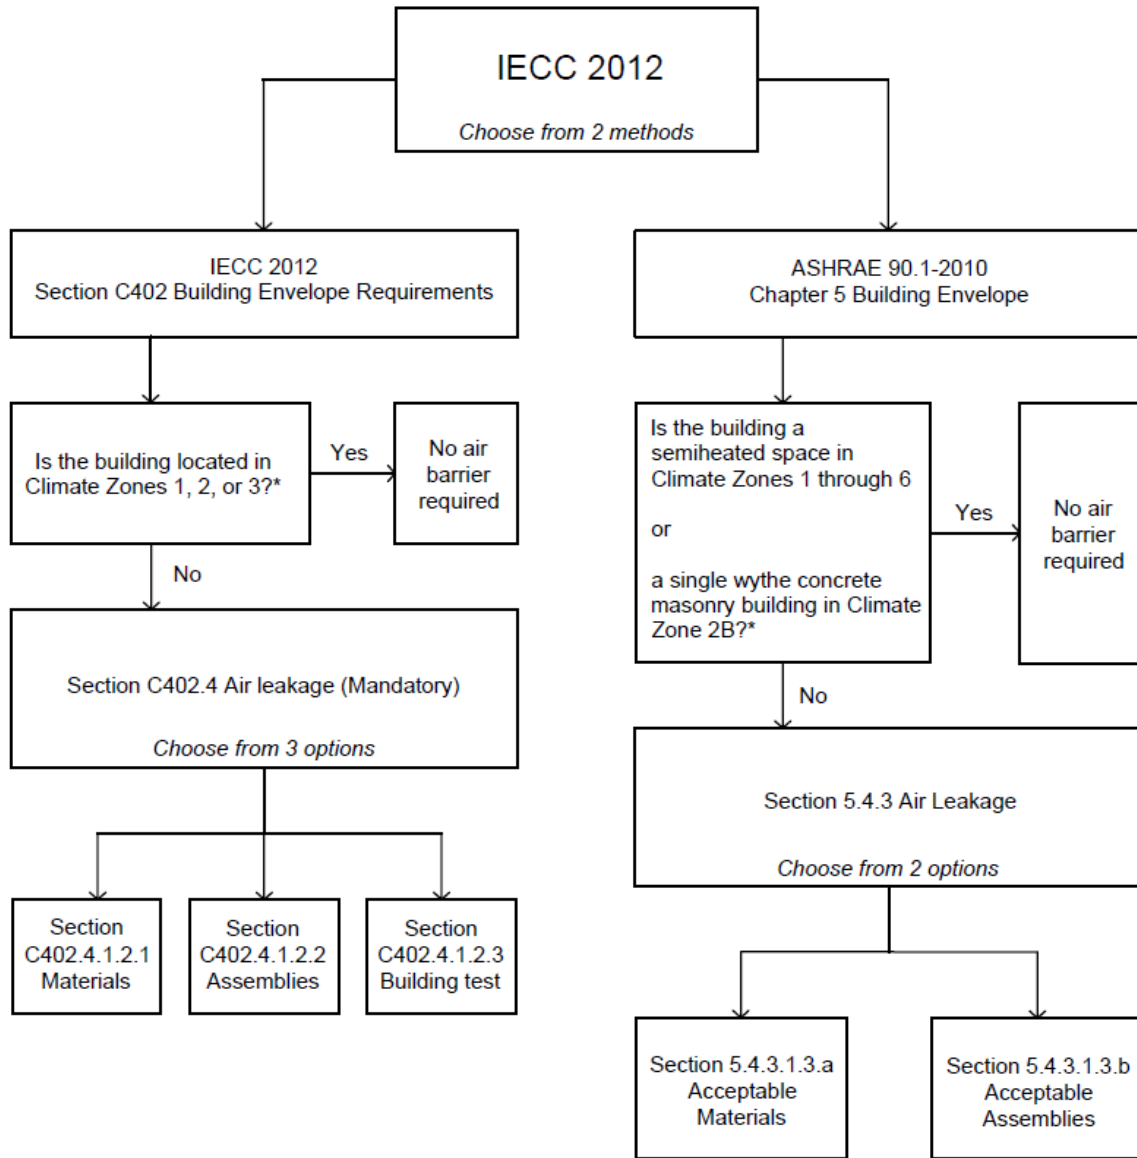 IECC 2012
Choose from 2 methods
IECC 2012
Section C402 Building Envelope Requirements
ASHRAE 90.1-2010
Chapter 5 Building Envelope
Is the building located in
Climate Zones 1, 2, or 3?*
Yes
No air
barrier
required
No
Section C402.4 Air leakage (Mandatory)
Choose from 3 options
Section
C402.4.1.2.1
Materials
Section
C402.4.1.2.2
Assemblies
Section
C402.4.1.2.3
Building test
Is the building a
semiheated space in
Climate Zones 1 through 6
or
a single wythe concrete
masonry building in Climate
Zone 2B?*
Yes
No air
barrier
required
No
Section 5.4.3 Air Leakage
Choose from 2 options
Section 5.4.3.1.3.a
Acceptable
Materials
Section 5.4.3.1.3.b
Acceptable
Assemblies